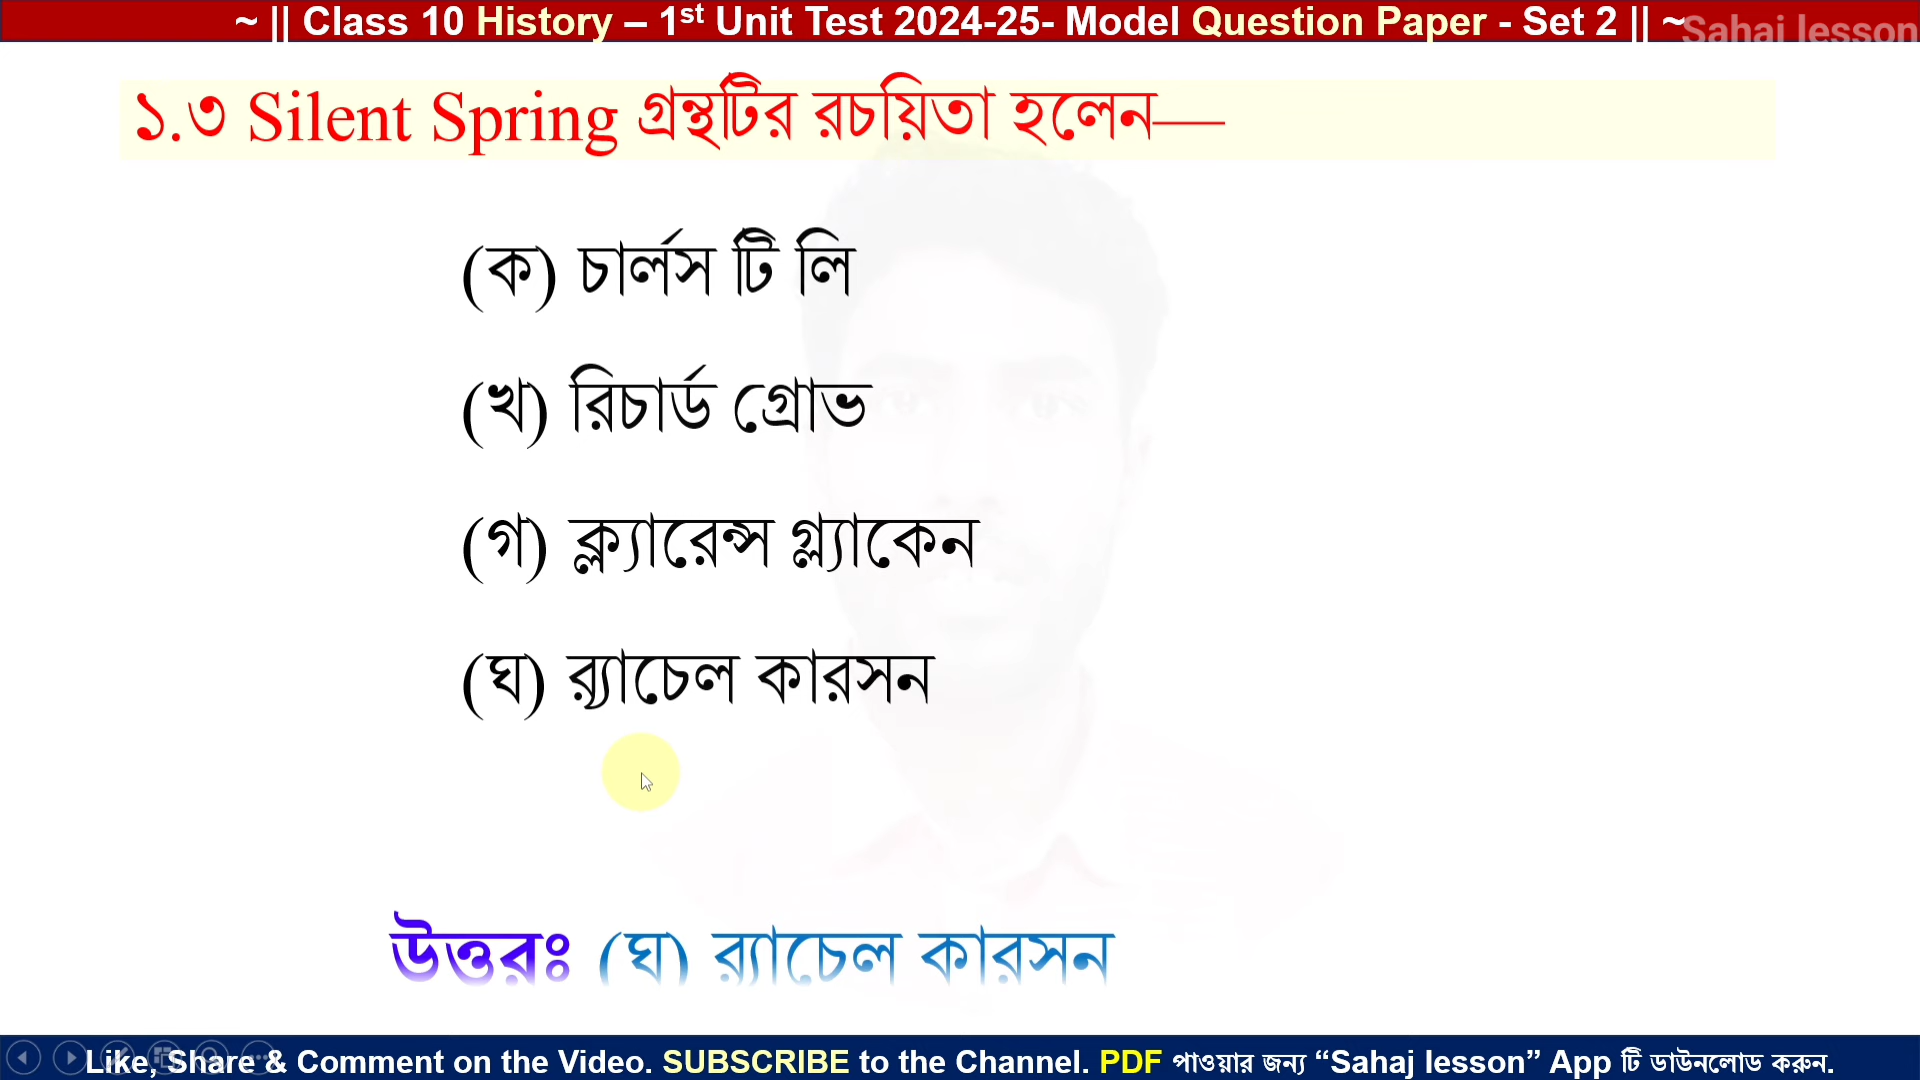 ~ || Class 10 History – 1st Unit Test 2024-25- Model Question Paper - Set 2 || ~
Sahaj lesson
১.৩ Silent Spring গ্রন্থটির রচয়িতা হলেন—
(ক) চার্লস টি লি
(খ) রিচার্ড গ্রোভ
(গ) ক্ল্যারেন্স গ্ল্যাকেন
(ঘ) র‍্যাচেল কারসন
উত্তরঃ (ঘ) র‍্যাচেল কারসন
Like, Share & Comment on the Video. SUBSCRIBE to the Channel. PDF পাওয়ার জন্য “Sahaj lesson” App টি ডাউনলোড করুন.